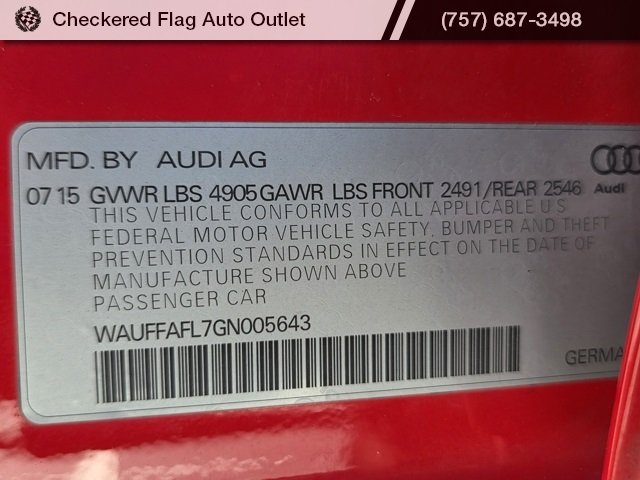 Checkered Flag Auto Outlet (757) 687-3498
MFD. BY AUDI AG
07 15 GVWR LBS 4905 GAWR LBS FRONT 2491/REAR 2546
Audi
THIS VEHICLE CONFORMS TO ALL APPLICABLE U S
FEDERAL MOTOR VEHICLE SAFETY, BUMPER AND THEFT
PREVENTION STANDARDS IN EFFECT ON THE DATE OF
MANUFACTURE SHOWN ABOVE
PASSENGER CAR
WAUFFAFL7GN005643
GERMA